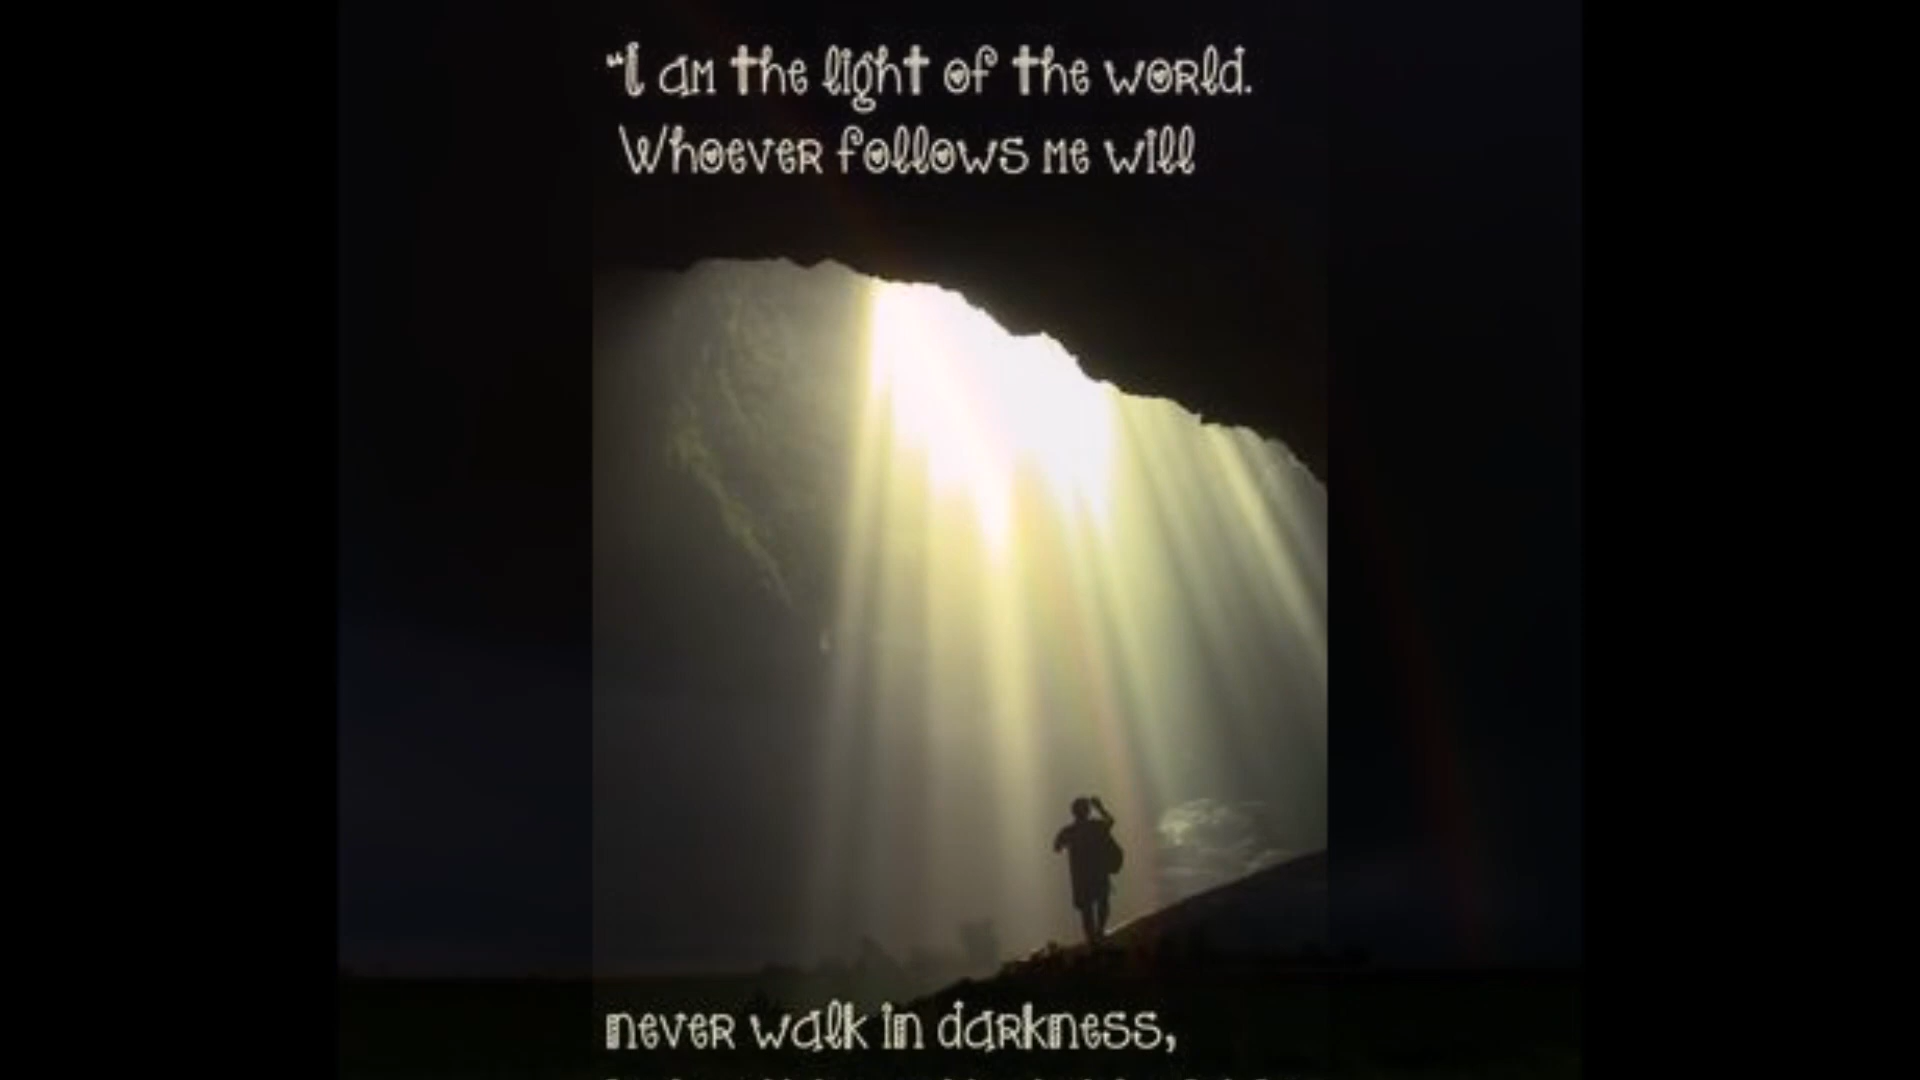 “I am the light of the world.
Whoever follows me will
never walk in darkness,